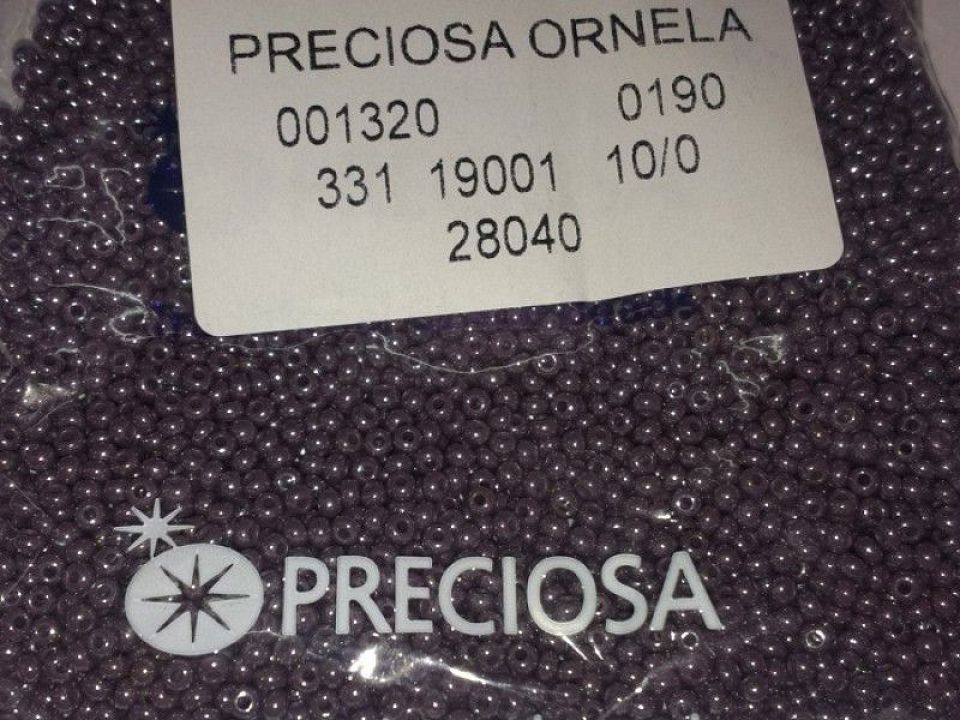 PRECIOSA ORNELA
001320 0190
331 19001 10/0
28040
PRECIOSA